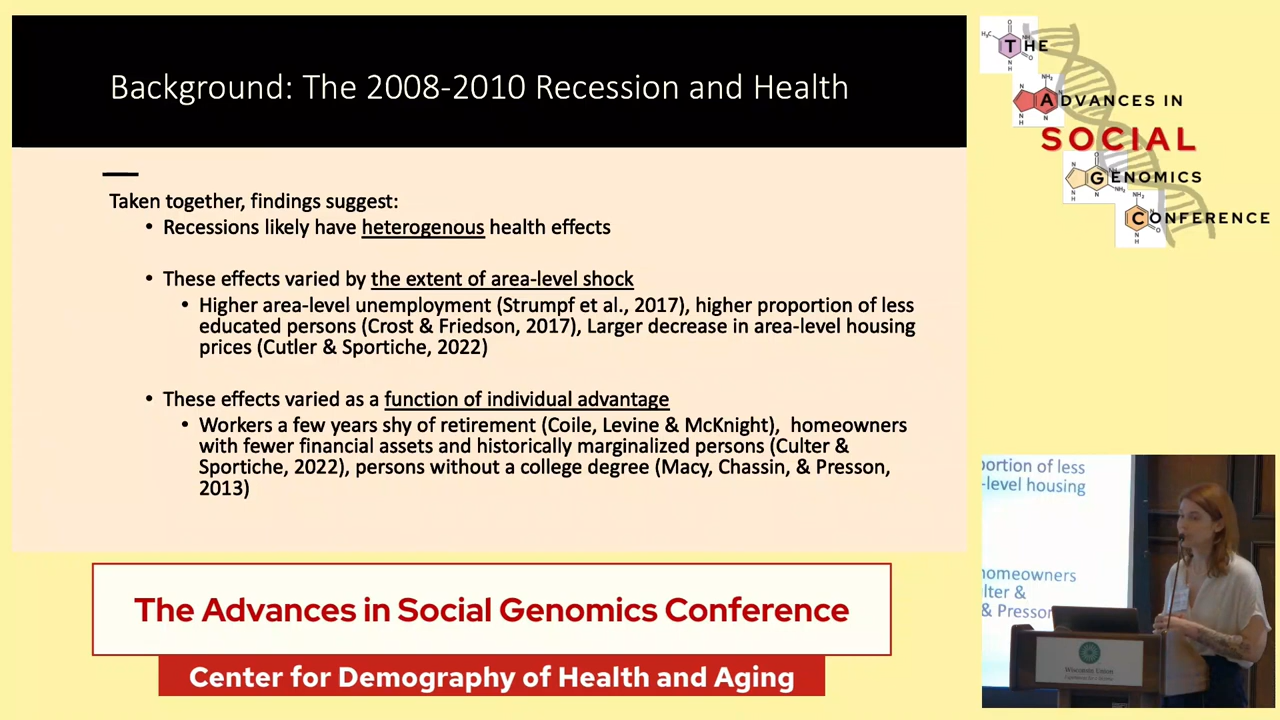 Background: The 2008-2010 Recession and Health
Taken together, findings suggest:
• Recessions likely have heterogenous health effects
• These effects varied by the extent of area-level shock
• Higher area-level unemployment (Strumpf et al., 2017), higher proportion of less
educated persons (Crost & Friedson, 2017), Larger decrease in area-level housing
prices (Cutler & Sportiche, 2022)
• These effects varied as a function of individual advantage
• Workers a few years shy of retirement (Coile, Levine & McKnight), homeowners
with fewer financial assets and historically marginalized persons (Culter &
Sportiche, 2022), persons without a college degree (Macy, Chassin, & Presson,
2013)
THE
ADVANCES IN
SOCIAL
GENOMICS
CONFERENCE
portion of less
-level housing
homeowners
lter &
& Presson
WISCONSIN UNION
The Advances in Social Genomics Conference
Center for Demography of Health and Aging